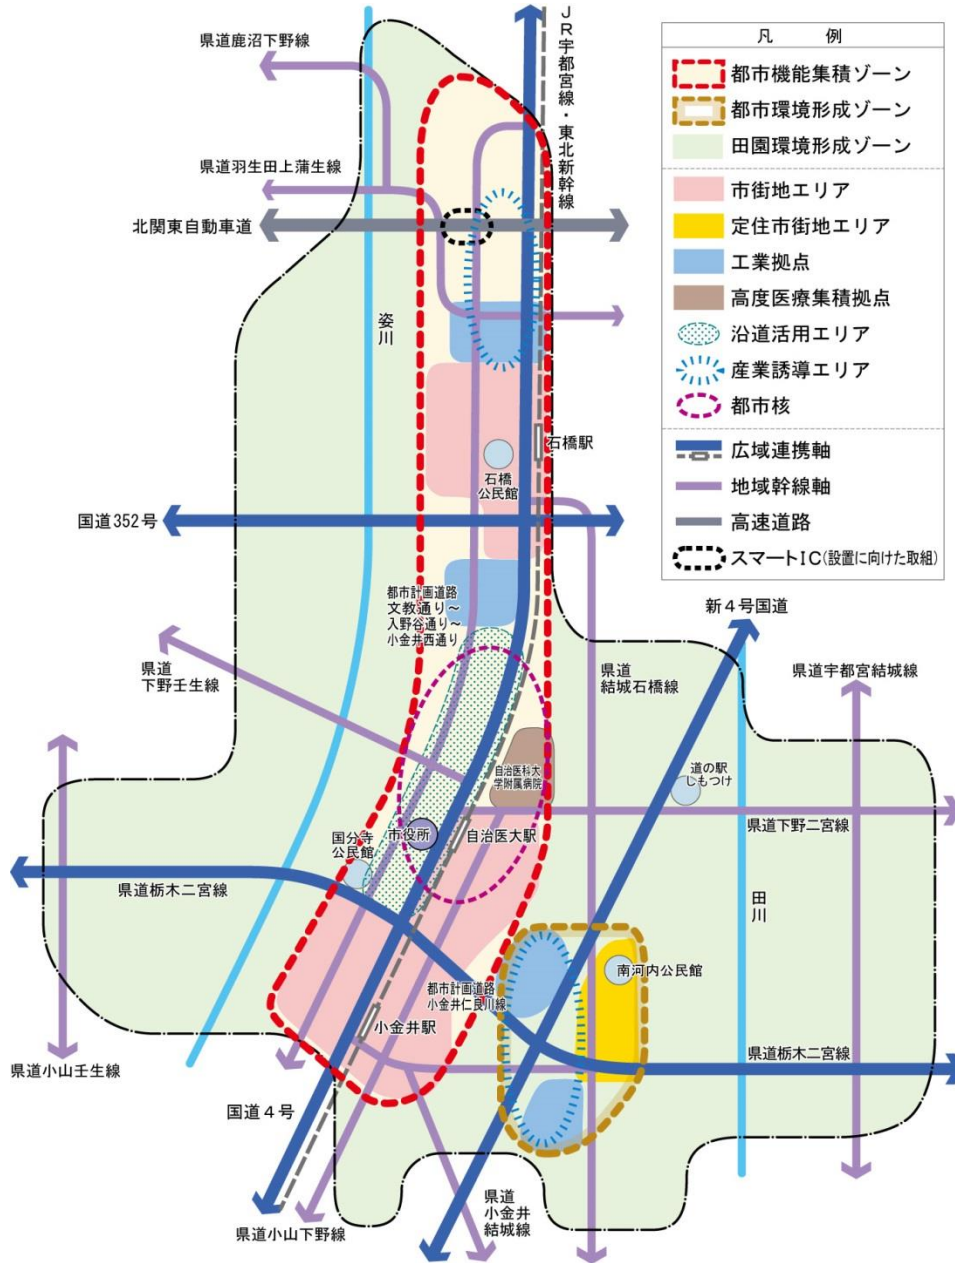 凡　例
都市機能集積ゾーン
都市環境形成ゾーン
田園環境形成ゾーン
市街地エリア
定住市街地エリア
工業拠点
高度医療集積拠点
沿道活用エリア
産業誘導エリア
都市核
広域連携軸
地域幹線軸
高速道路
スマートIC(設置に向けた取組)
JR宇都宮線・東北新幹線
県道鹿沼下野線
県道羽生田上蒲生線
北関東自動車道
姿川
石橋駅
石橋
公民館
国道352号
都市計画道路
文教通り～
入野谷通り～
小金井西通り
新4号国道
県道
下野壬生線
県道
結城石橋線
県道宇都宮結城線
自治医科大
学附属病院
道の駅
しもつけ
国分寺
公民館
市役所
自治医大駅
県道下野二宮線
県道栃木二宮線
田川
南河内公民館
都市計画道路
小金井仁良川線
小金井駅
県道栃木二宮線
県道小山壬生線
国道4号
県道
小金井
結城線
県道小山下野線